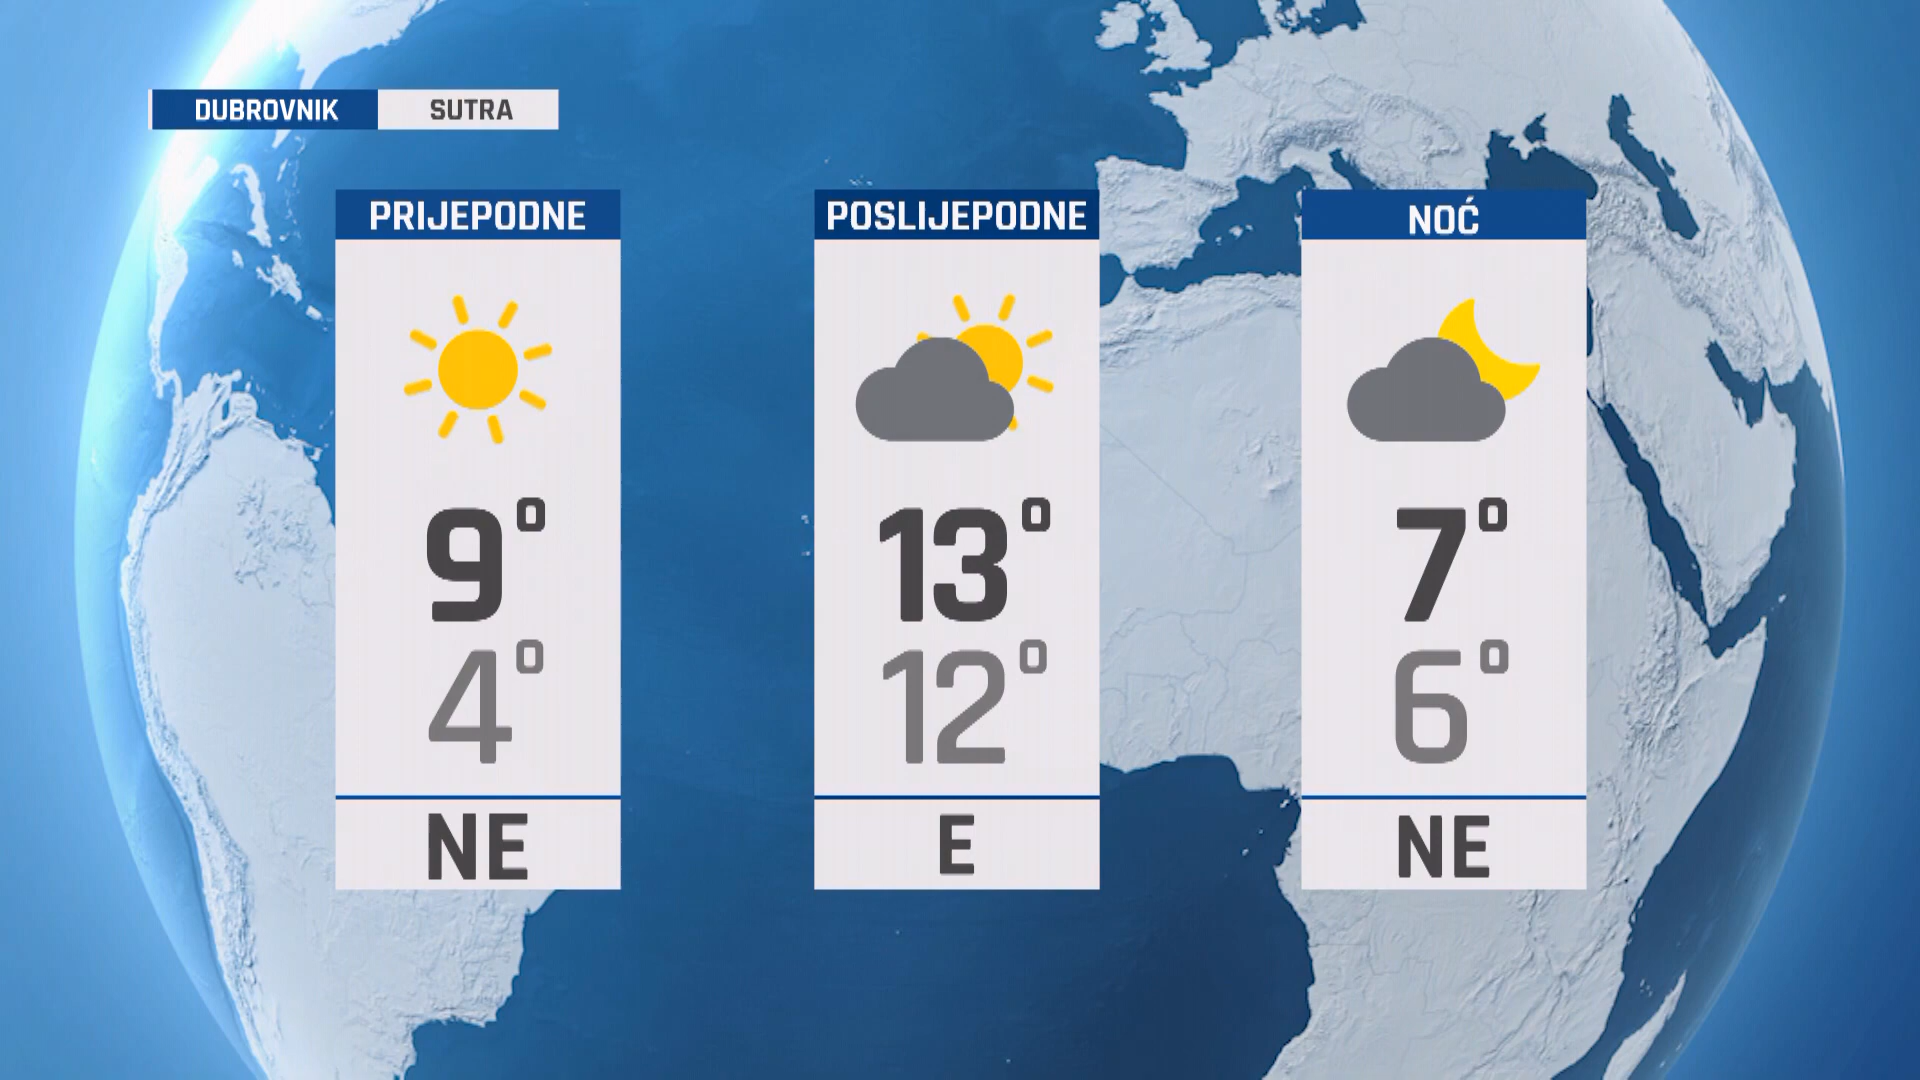 DUBROVNIK SUTRA
PRIJEPODNE
9°
4°
NE
POSLIJEPODNE
13°
12°
E
NOĆ
7°
6°
NE